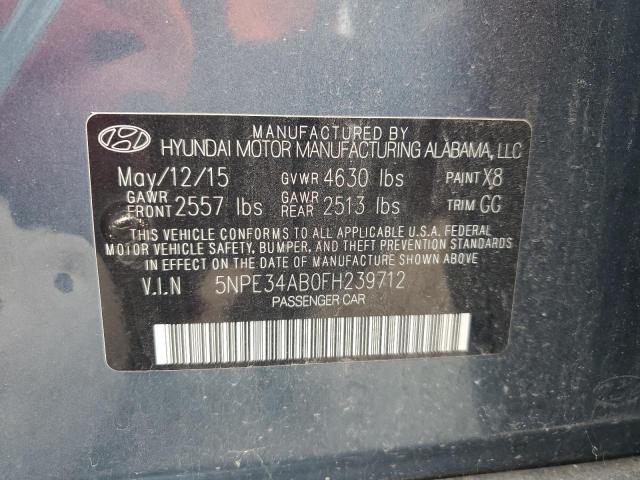 MANUFACTURED BY
HYUNDAI MOTOR MANUFACTURING ALABAMA, LLC
May/12/15 GVWR 4630 lbs PAINT X8
GAWR FRONT 2557 lbs GAWR REAR 2513 lbs TRIM GG
THIS VEHICLE CONFORMS TO ALL APPLICABLE U.S.A. FEDERAL
MOTOR VEHICLE SAFETY, BUMPER, AND THEFT PREVENTION STANDARDS
IN EFFECT ON THE DATE OF MANUFACTURE SHOWN ABOVE.
V.I.N 5NPE34AB0FH239712
PASSENGER CAR